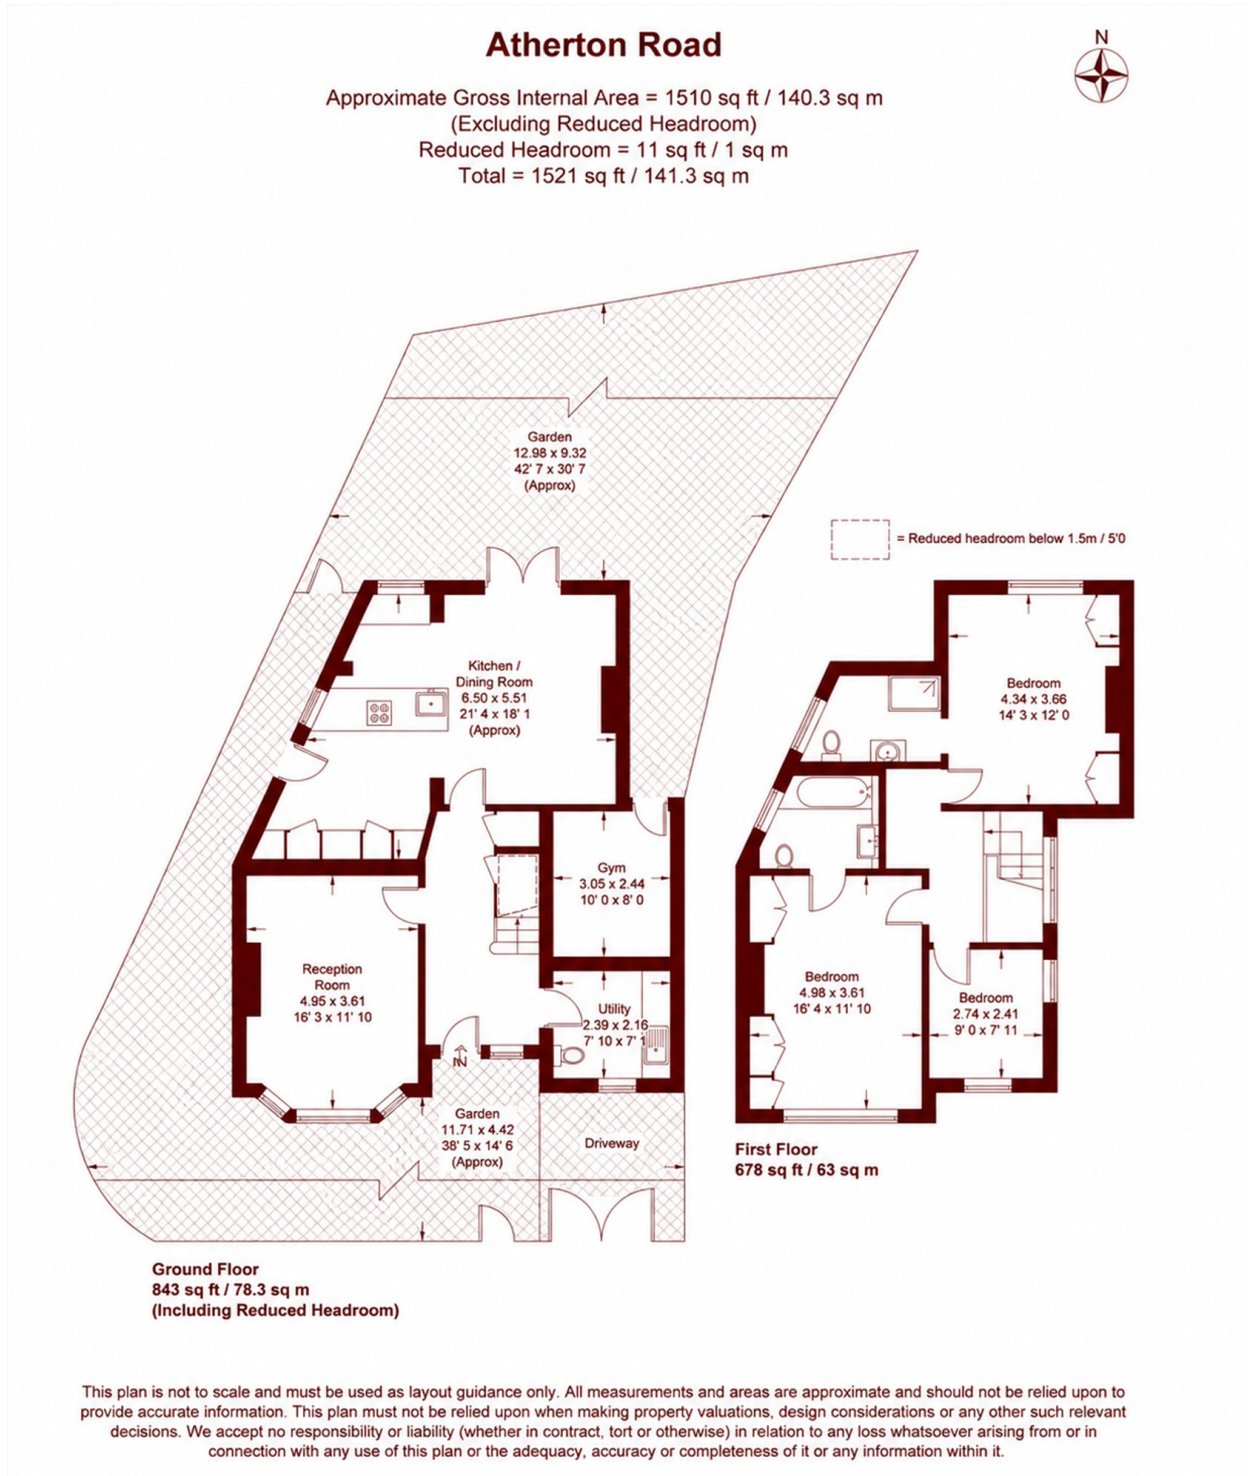 Atherton Road
N
Approximate Gross Internal Area = 1510 sq ft / 140.3 sq m
(Excluding Reduced Headroom)
Reduced Headroom = 11 sq ft / 1 sq m
Total = 1521 sq ft / 141.3 sq m
Garden
12.98 x 9.32
42' 7 x 30' 7
(Approx)
= Reduced headroom below 1.5m / 5'0
Kitchen /
Dining Room
6.50 x 5.51
21' 4 x 18' 1
(Approx)
Bedroom
4.34 x 3.66
14' 3 x 12' 0
Gym
3.05 x 2.44
10' 0 x 8' 0
Reception
Room
4.95 x 3.61
16' 3 x 11' 10
Utility
2.39 x 2.16
7' 10 x 7' 1
Bedroom
4.98 x 3.61
16' 4 x 11' 10
Bedroom
2.74 x 2.41
9' 0 x 7' 11
IN
Garden
11.71 x 4.42
38' 5 x 14' 6
(Approx)
Driveway
First Floor
678 sq ft / 63 sq m
Ground Floor
843 sq ft / 78.3 sq m
(Including Reduced Headroom)
This plan is not to scale and must be used as layout guidance only. All measurements and areas are approximate and should not be relied upon to
provide accurate information. This plan must not be relied upon when making property valuations, design considerations or any other such relevant
decisions. We accept no responsibility or liability (whether in contract, tort or otherwise) in relation to any loss whatsoever arising from or in
connection with any use of this plan or the adequacy, accuracy or completeness of it or any information within it.